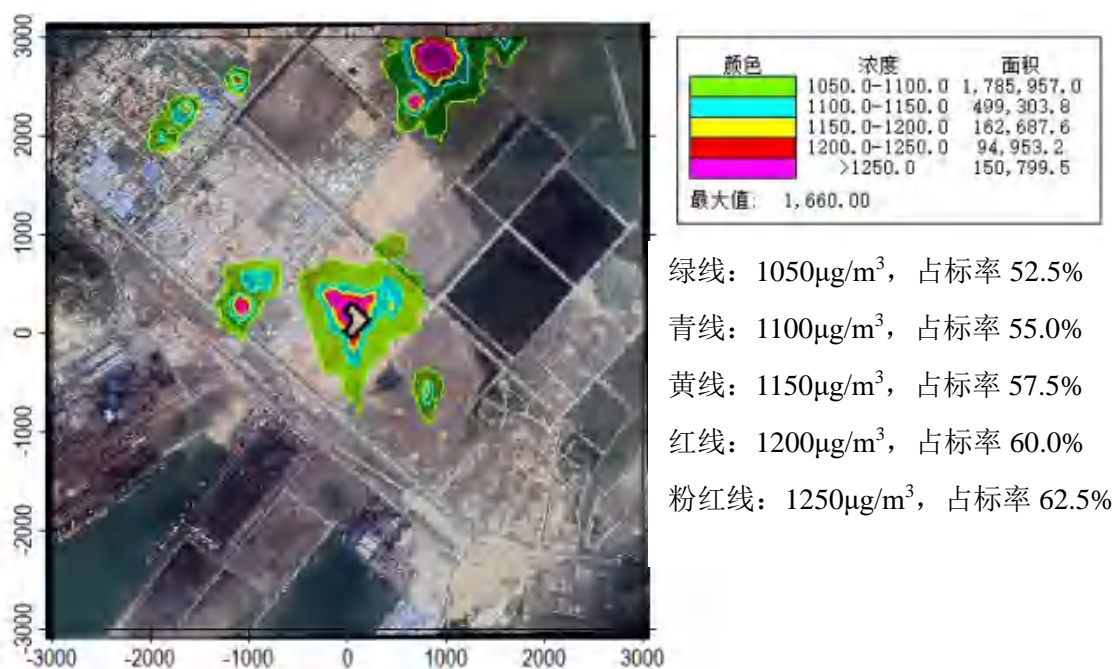 3000
2000
1000
0
-1000
-2000
-3000
-3000 -2000 -1000 0 1000 2000 3000
颜色 浓度 面积
1050.0-1100.0 1,785,957.0
1100.0-1150.0 499,303.8
1150.0-1200.0 162,687.6
1200.0-1250.0 94,953.2
>1250.0 150,799.5
最大值: 1,660.00
绿线：1050μg/m³，占标率 52.5%
青线：1100μg/m³，占标率 55.0%
黄线：1150μg/m³，占标率 57.5%
红线：1200μg/m³，占标率 60.0%
粉红线：1250μg/m³，占标率 62.5%